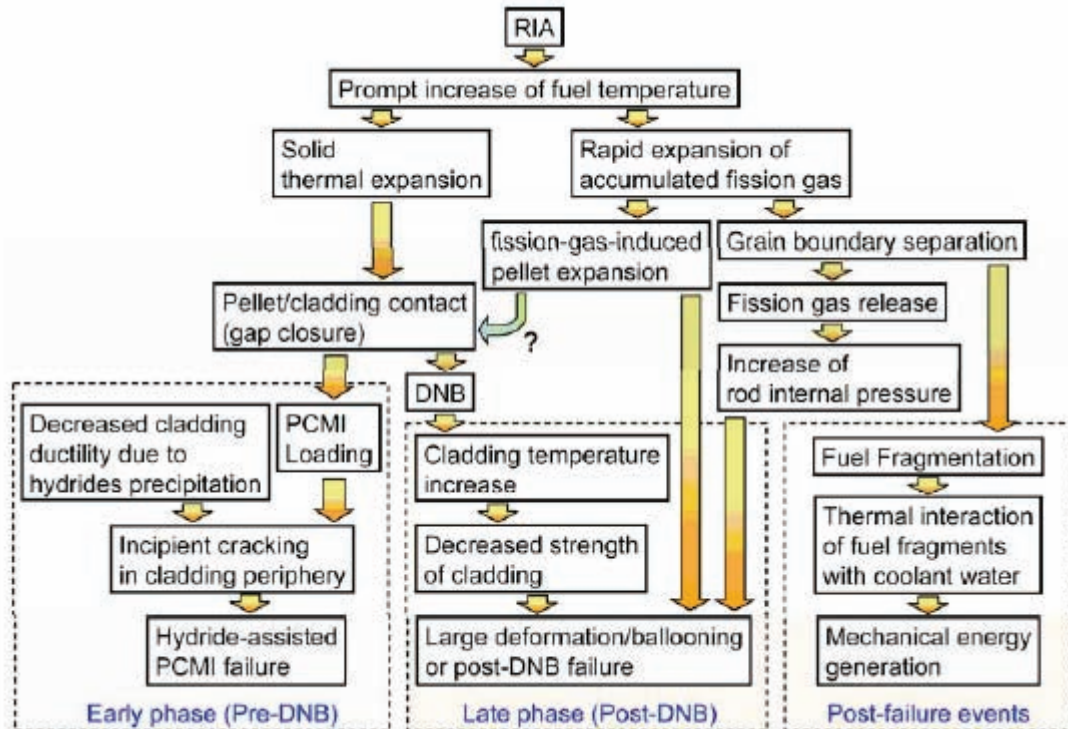 RIA
Prompt increase of fuel temperature
Solid
thermal expansion
Rapid expansion of
accumulated fission gas
fission-gas-induced
pellet expansion
Grain boundary separation
Pellet/cladding contact
(gap closure)
?
Fission gas release
DNB
Increase of
rod internal pressure
Decreased cladding
ductility due to
hydrides precipitation
PCMI
Loading
Cladding temperature
increase
Fuel Fragmentation
Incipient cracking
in cladding periphery
Decreased strength
of cladding
Thermal interaction
of fuel fragments
with coolant water
Hydride-assisted
PCMI failure
Large deformation/ballooning
or post-DNB failure
Mechanical energy
generation
Early phase (Pre-DNB)
Late phase (Post-DNB)
Post-failure events